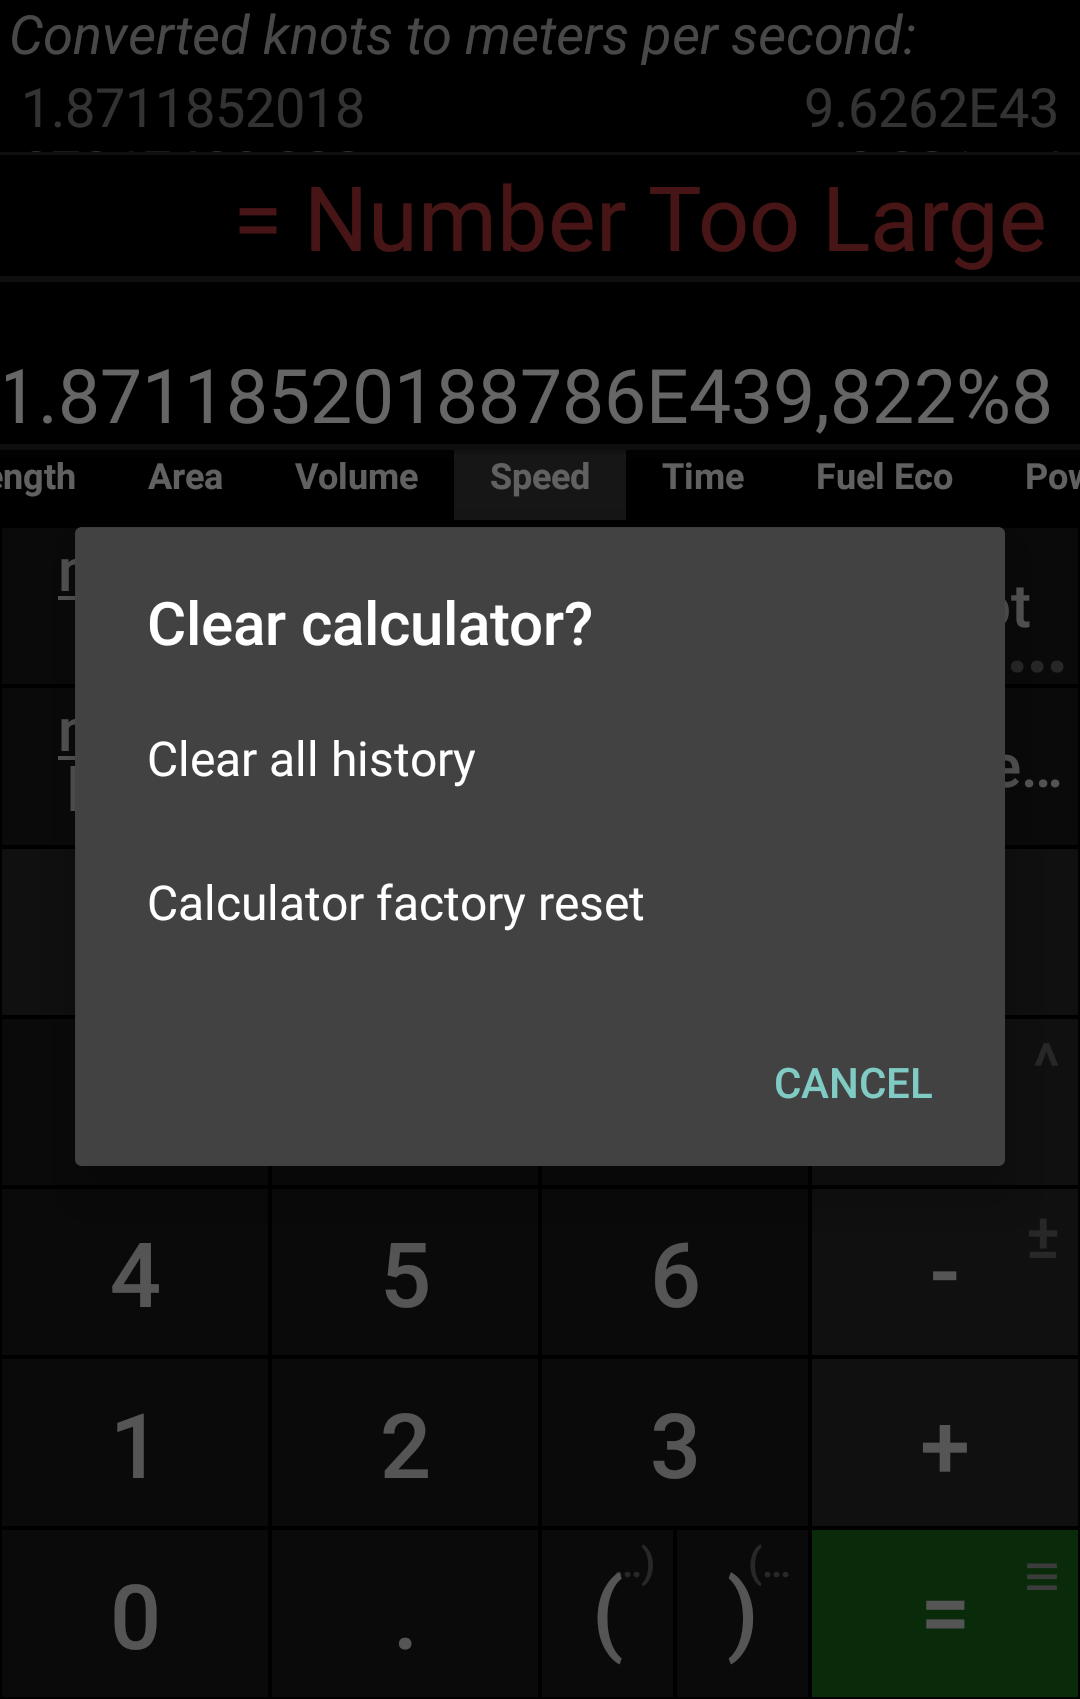 Converted knots to meters per second:
1.8711852018 9.6262E43
= Number Too Large
1.87118520188786E439,822%8
ength Area Volume Speed Time Fuel Eco Pow
Clear calculator?
Clear all history
Calculator factory reset
CANCEL
^
4 5 6 - ±
1 2 3 +
0 . ( ..) ) (... = ≡